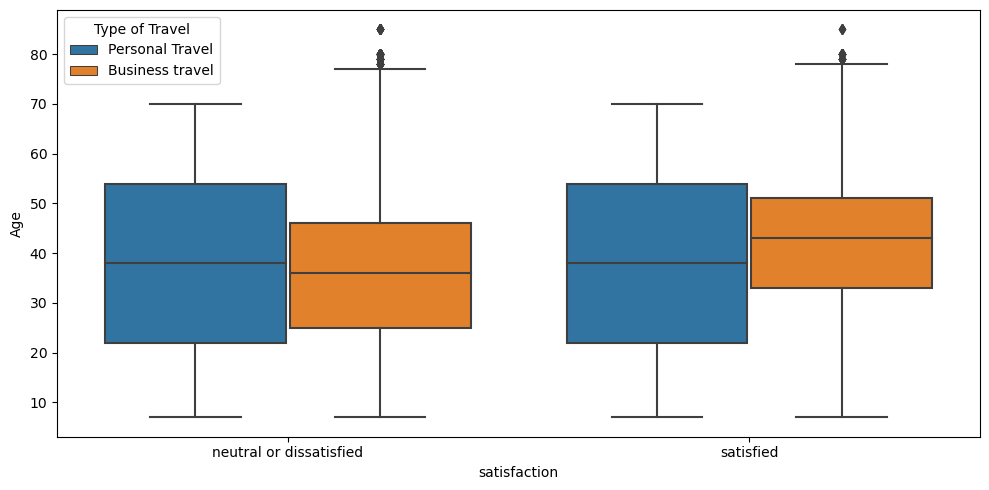 Type of Travel
Personal Travel
Business travel
Age
80
70
60
50
40
30
20
10
neutral or dissatisfied
satisfied
satisfaction